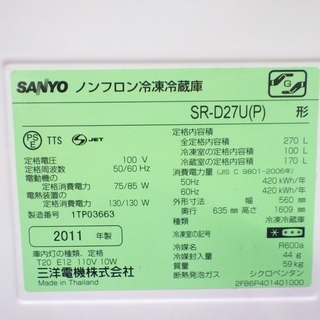 SANYO ノンフロン冷凍冷蔵庫
SR-D27U(P) 形
PS E TTS S JET
定格電圧 100 V
定格周波数 50/60 Hz
電動機の
定格消費電力 75/85 W
電熱装置の
定格消費電力 130/130 W
製造番号 1TP03663
2011 年製
庫内灯の種類、定格
T20 E12 110V 10W
三洋電機株式会社
Made in Thailand
G
定格内容積
全定格内容積 270 L
冷凍室の定格内容積 100 L
冷蔵室の定格内容積 170 L
消費電力量 (JIS C 9801-2006年)
50Hz 420 kWh/年
60Hz 420 kWh/年
外形寸法 幅 560 mm
奥行 635 mm 高さ 1609 mm
種類 冷凍冷蔵庫
冷凍室の記号
冷媒名 R600a
冷媒封入量 44 g
質量 59 kg
断熱発泡ガス シクロペンタン
2FB6P401401000